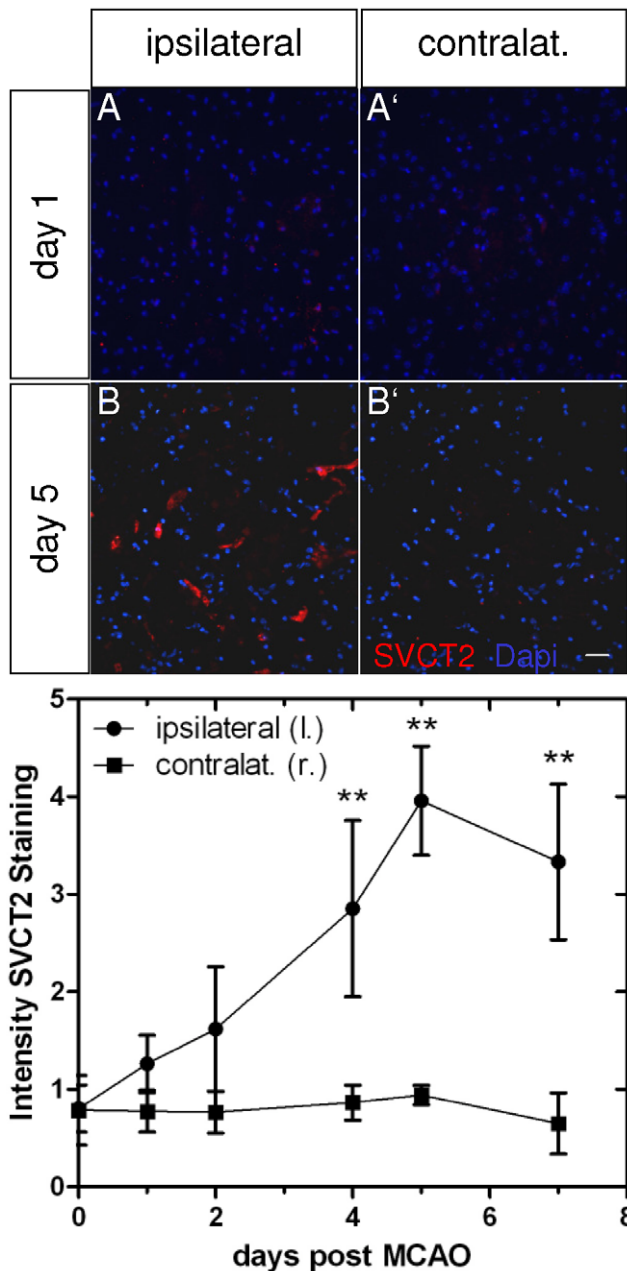 ipsilateral contralat.
day 1
A A‘
day 5
B B‘
SVCT2 Dapi
5
4
3
2
1
0
Intensity SVCT2 Staining
ipsilateral (l.)
contralat. (r.)
**
**
**
0 2 4 6 8
days post MCAO